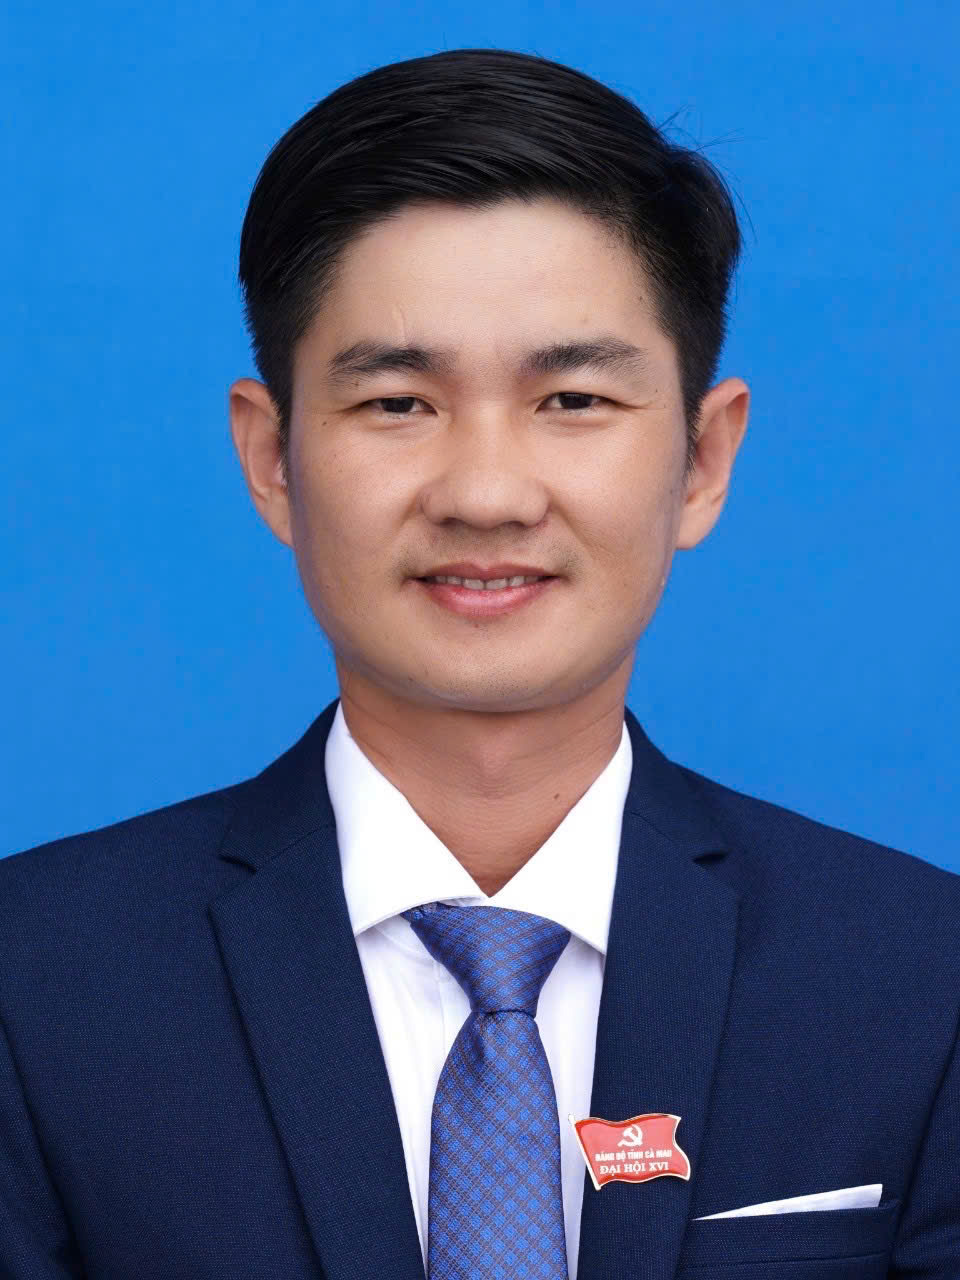 ĐẢNG BỘ TỈNH CÀ MAU
ĐẠI HỘI XVI